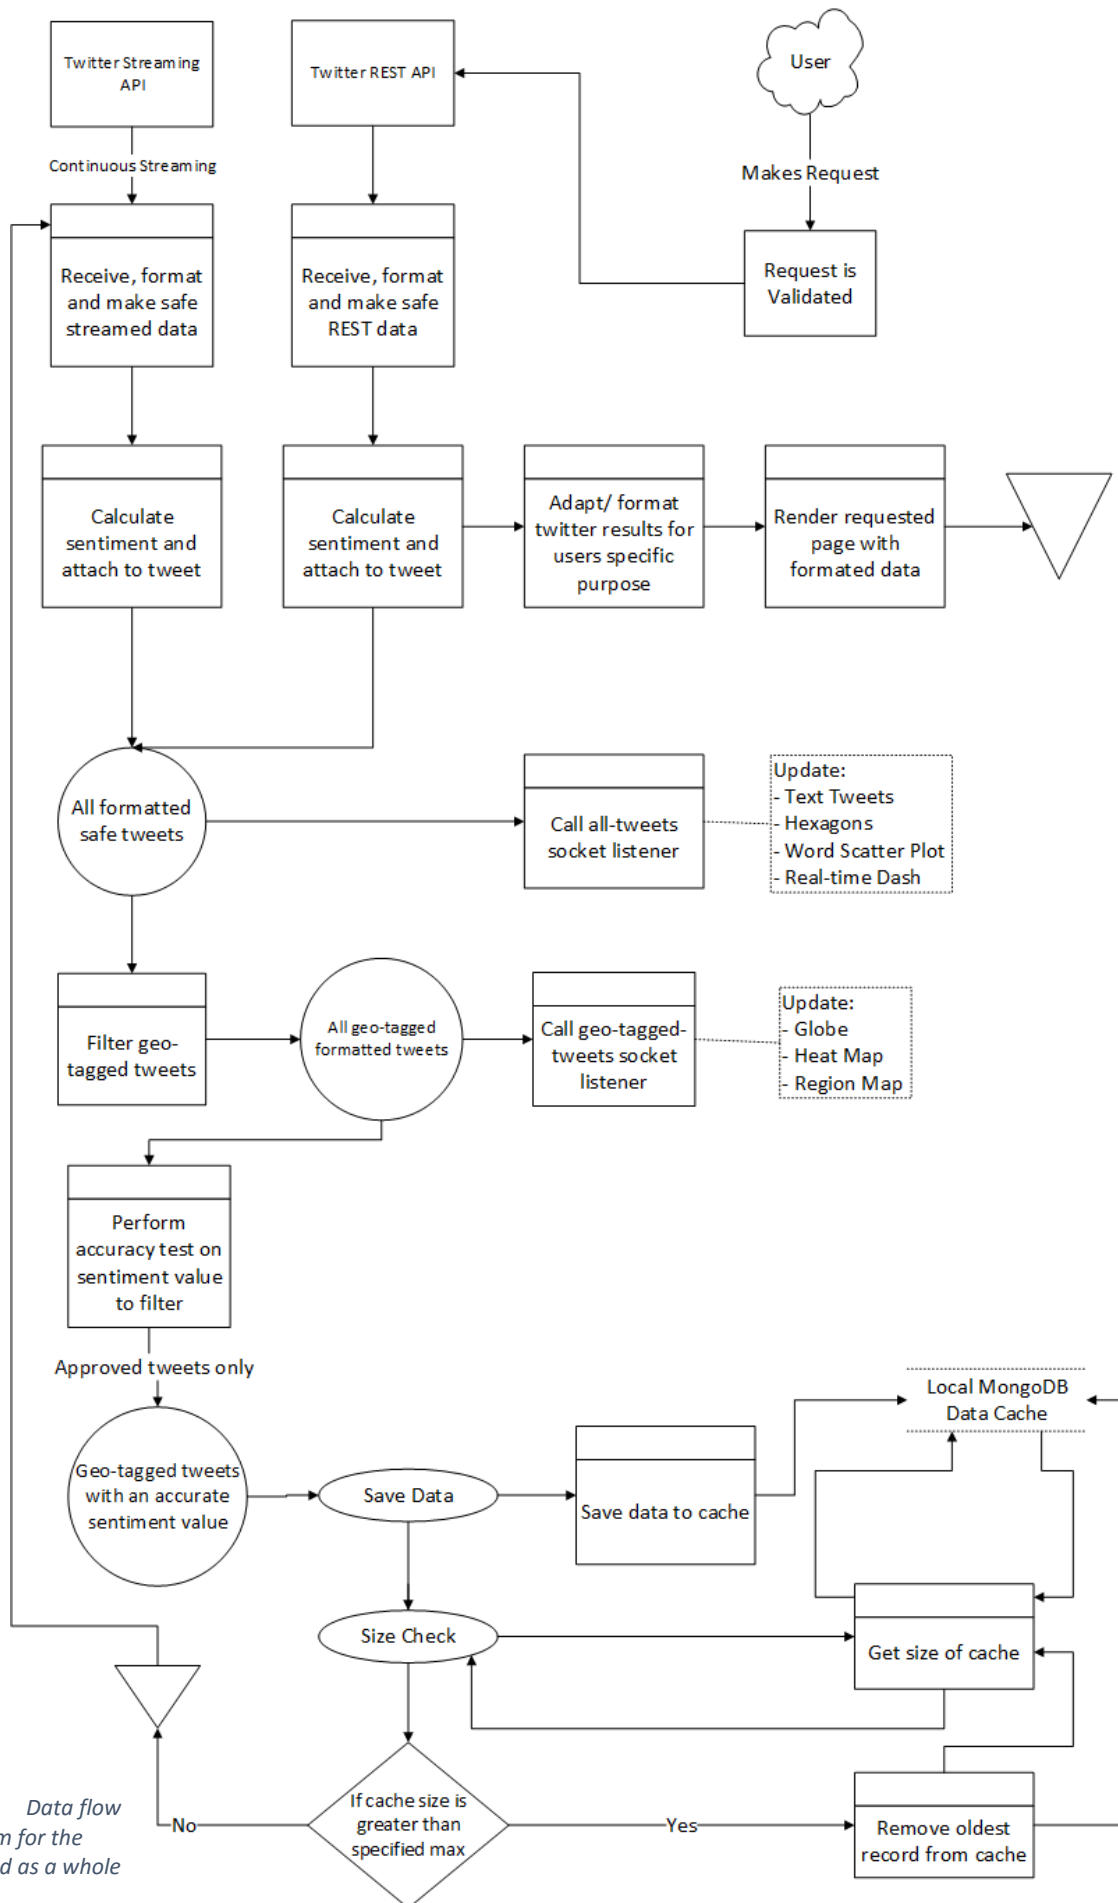 Twitter Streaming
API
Twitter REST API
User
Continuous Streaming
Makes Request
Receive, format
and make safe
streamed data
Receive, format
and make safe
REST data
Request is
Validated
Calculate
sentiment and
attach to tweet
Calculate
sentiment and
attach to tweet
Adapt/ format
twitter results for
users specific
purpose
Render requested
page with
formated data
All formatted
safe tweets
Call all-tweets
socket listener
Update:
- Text Tweets
- Hexagons
- Word Scatter Plot
- Real-time Dash
Filter geo-
tagged tweets
All geo-tagged
formatted tweets
Call geo-tagged-
tweets socket
listener
Update:
- Globe
- Heat Map
- Region Map
Perform
accuracy test on
sentiment value
to filter
Approved tweets only
Local MongoDB
Data Cache
Geo-tagged tweets
with an accurate
sentiment value
Save Data
Save data to cache
Size Check
Get size of cache
If cache size is
greater than
specified max
No
Yes
Remove oldest
record from cache
Data flow
for the
as a whole